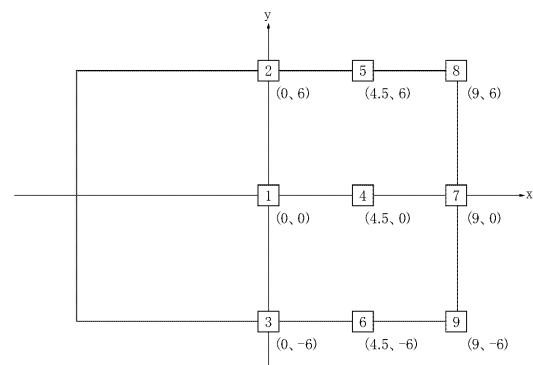 y
2 5 8
(0、6) (4.5、6) (9、6)
1 4 7 x
(0、0) (4.5、0) (9、0)
3 6 9
(0、-6) (4.5、-6) (9、-6)